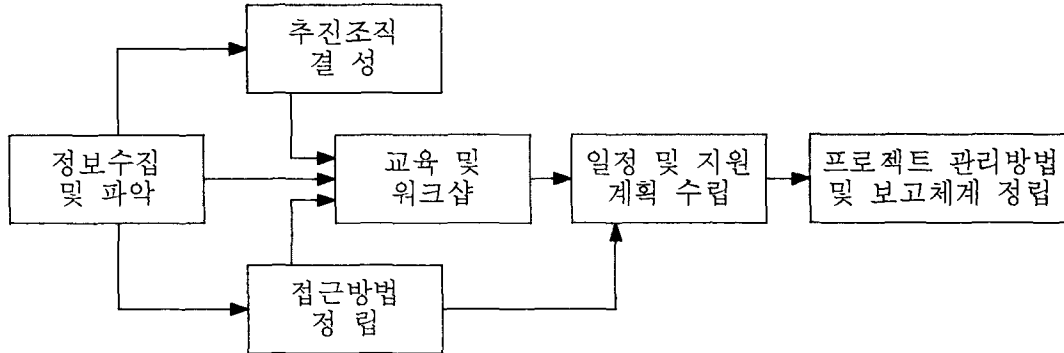 추진조직
결 성
정보수집
및 파악
교육 및
워크샵
일정 및 지원
계획 수립
프로젝트 관리방법
및 보고체계 정립
접근방법
정 립